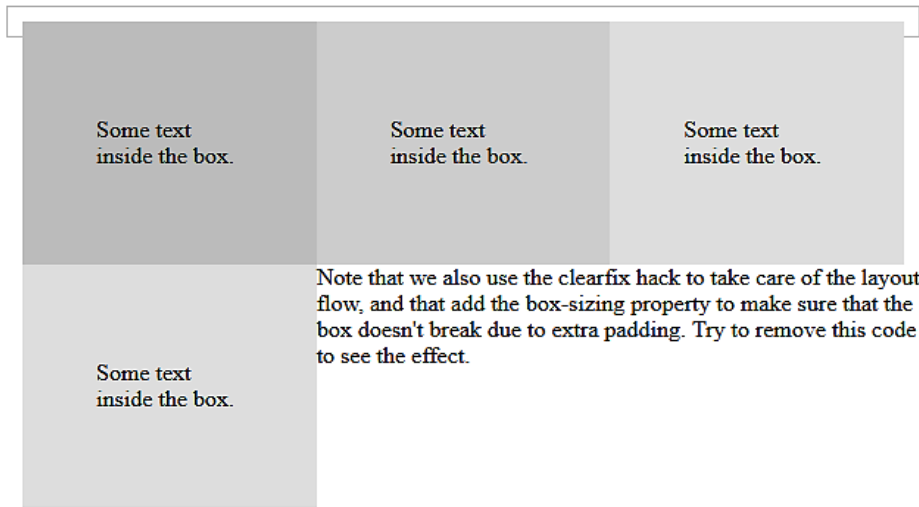 Some text
inside the box.
Some text
inside the box.
Some text
inside the box.
Note that we also use the clearfix hack to take care of the layout
flow, and that add the box-sizing property to make sure that the
box doesn't break due to extra padding. Try to remove this code
to see the effect.
Some text
inside the box.